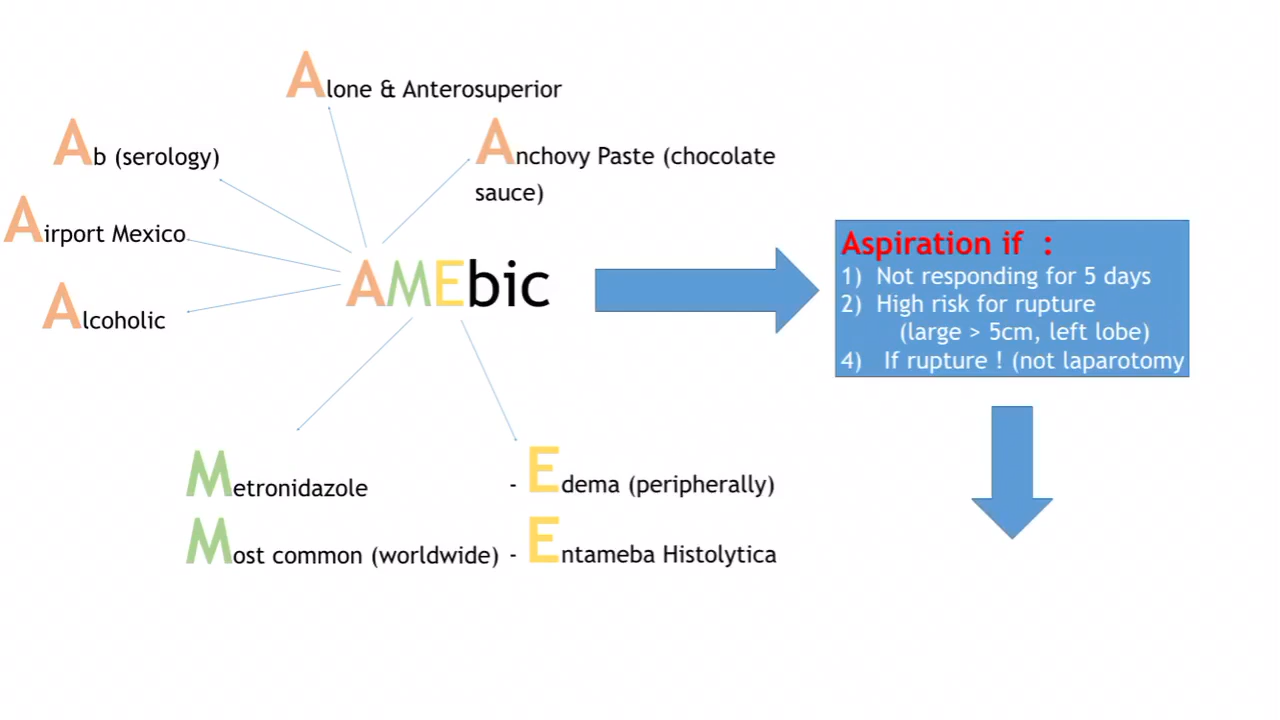 Alone & Anterosuperior
Ab (serology)
Anchovy Paste (chocolate
sauce)
Airport Mexico
Alcoholic
AMEbic
Aspiration if :
1) Not responding for 5 days
2) High risk for rupture
(large > 5cm, left lobe)
4) If rupture ! (not laparotomy
Metronidazole
- Edema (peripherally)
Most common (worldwide)
- Entameba Histolytica